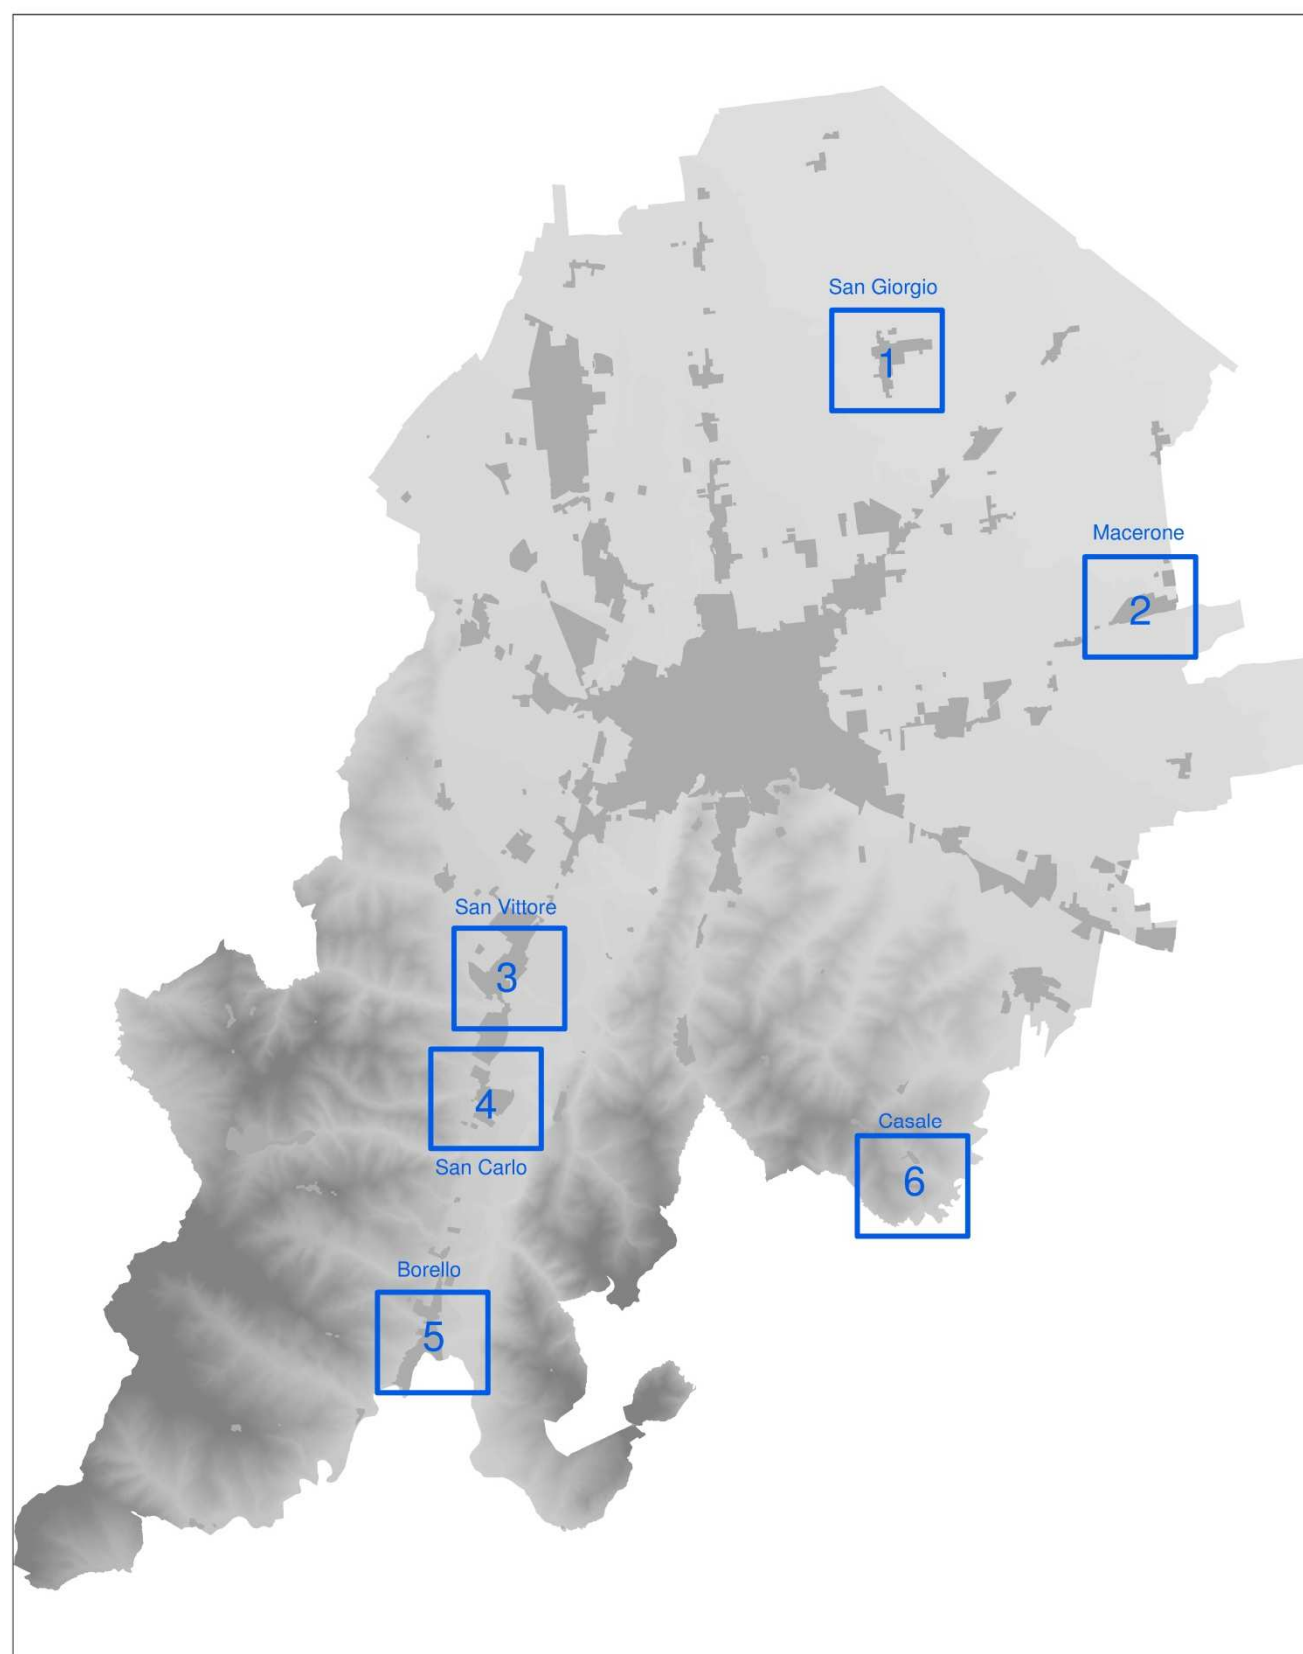 San Giorgio
1
Macerone
2
San Vittore
3
4
San Carlo
Casale
6
Borello
5